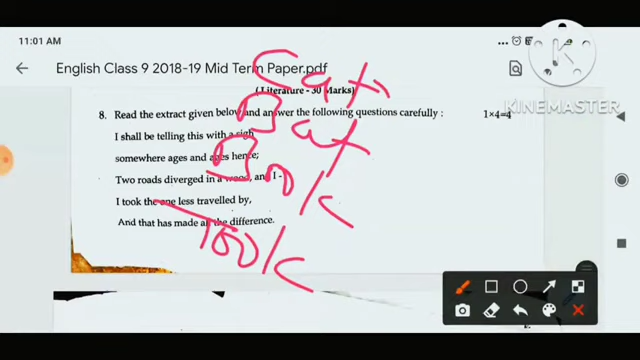 11:01 AM
English Class 9 2018-19 Mid Term Paper.pdf
KINEMASTER
(Literature - 30 Marks)
8. Read the extract given below and answer the following questions carefully : 1×4=4
I shall be telling this with a sigh
somewhere ages and ages hence;
Two roads diverged in a wood, and I -
I took the one less travelled by,
And that has made all the difference.
Cat
at